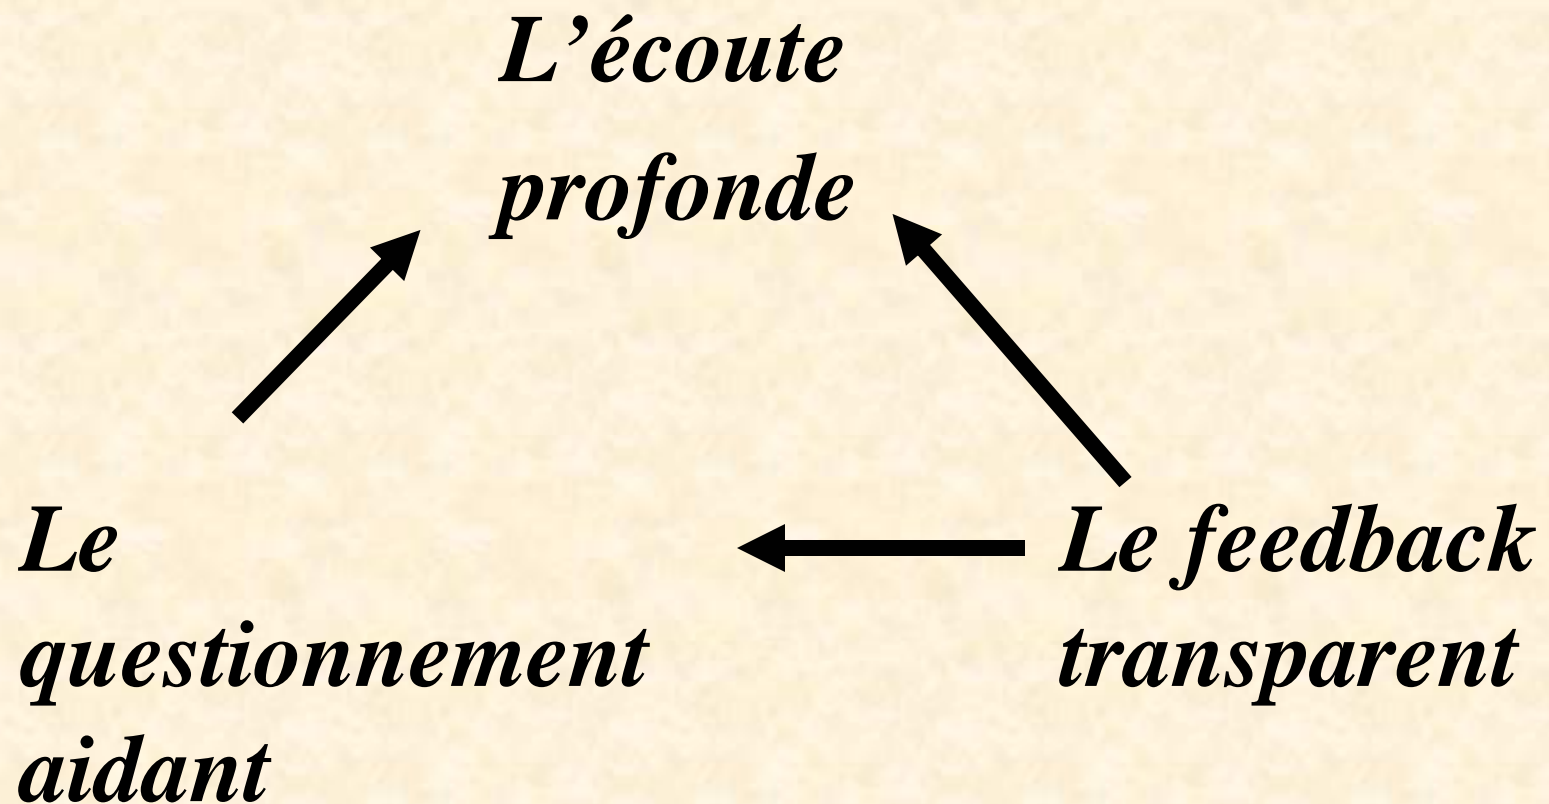 L’écoute
profonde
Le
questionnement
aidant
Le feedback
transparent